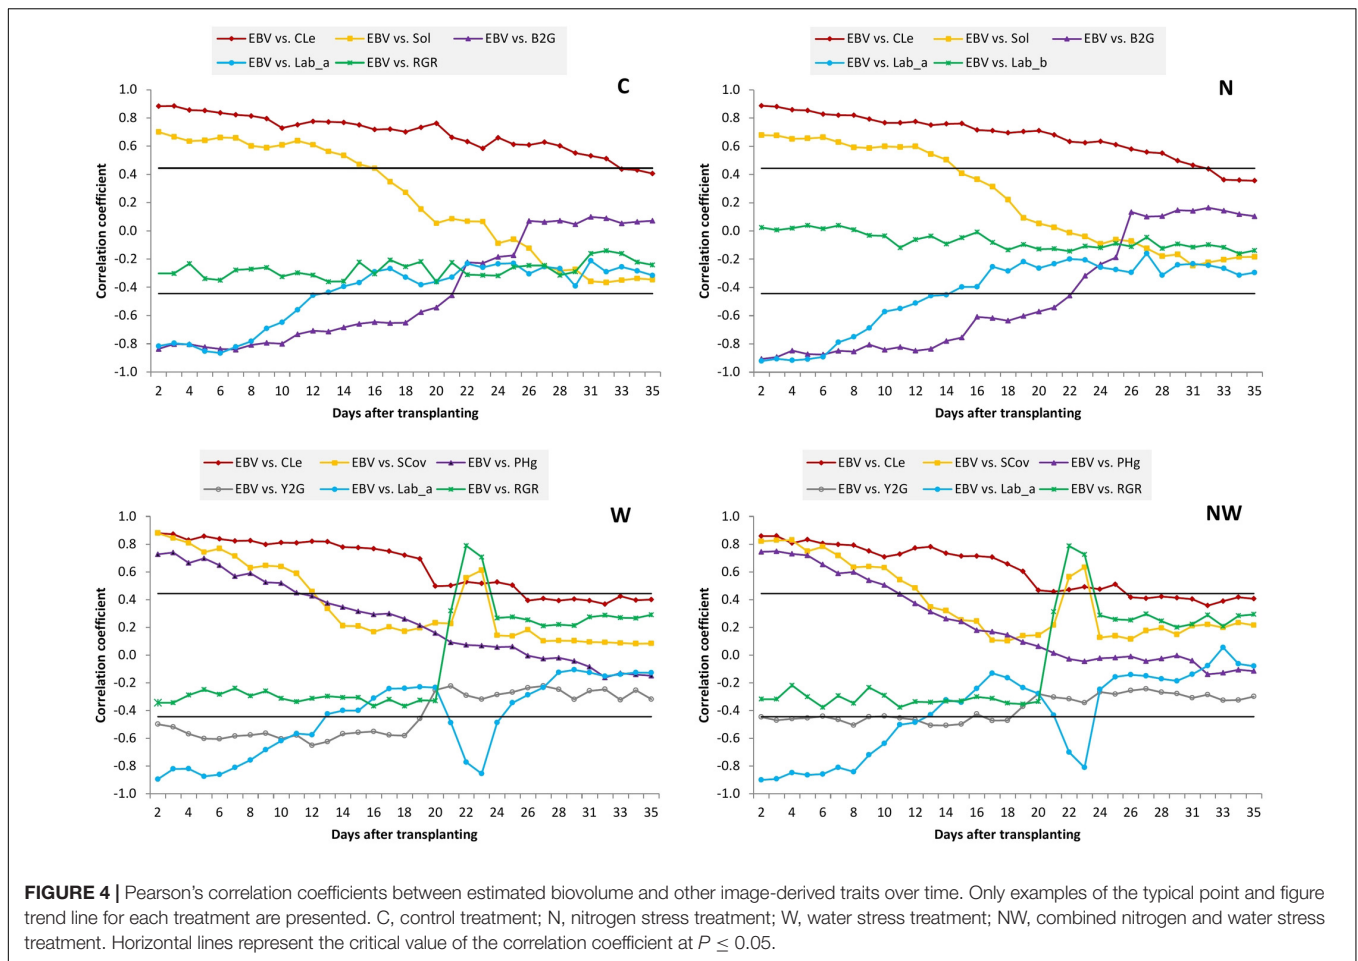 EBV vs. CLe EBV vs. Sol EBV vs. B2G
EBV vs. Lab_a EBV vs. RGR
C
1.0
0.8
0.6
0.4
0.2
0.0
-0.2
-0.4
-0.6
-0.8
-1.0
Correlation coefficient
2 4 6 8 10 12 14 16 18 20 22 24 26 28 31 33 35
Days after transplanting
EBV vs. CLe EBV vs. Sol EBV vs. B2G
EBV vs. Lab_a EBV vs. Lab_b
N
1.0
0.8
0.6
0.4
0.2
0.0
-0.2
-0.4
-0.6
-0.8
-1.0
Correlation coefficient
2 4 6 8 10 12 14 16 18 20 22 24 26 28 31 33 35
Days after transplanting
EBV vs. CLe EBV vs. SCov EBV vs. PHg
EBV vs. Y2G EBV vs. Lab_a EBV vs. RGR
W
1.0
0.8
0.6
0.4
0.2
0.0
-0.2
-0.4
-0.6
-0.8
-1.0
Correlation coefficient
2 4 6 8 10 12 14 16 18 20 22 24 26 28 31 33 35
Days after transplanting
EBV vs. CLe EBV vs. SCov EBV vs. PHg
EBV vs. Y2G EBV vs. Lab_a EBV vs. RGR
NW
1.0
0.8
0.6
0.4
0.2
0.0
-0.2
-0.4
-0.6
-0.8
-1.0
Correlation coefficient
2 4 6 8 10 12 14 16 18 20 22 24 26 28 31 33 35
Days after transplanting
FIGURE 4 | Pearson's correlation coefficients between estimated biovolume and other image-derived traits over time. Only examples of the typical point and figure
trend line for each treatment are presented. C, control treatment; N, nitrogen stress treatment; W, water stress treatment; NW, combined nitrogen and water stress
treatment. Horizontal lines represent the critical value of the correlation coefficient at P ≤ 0.05.